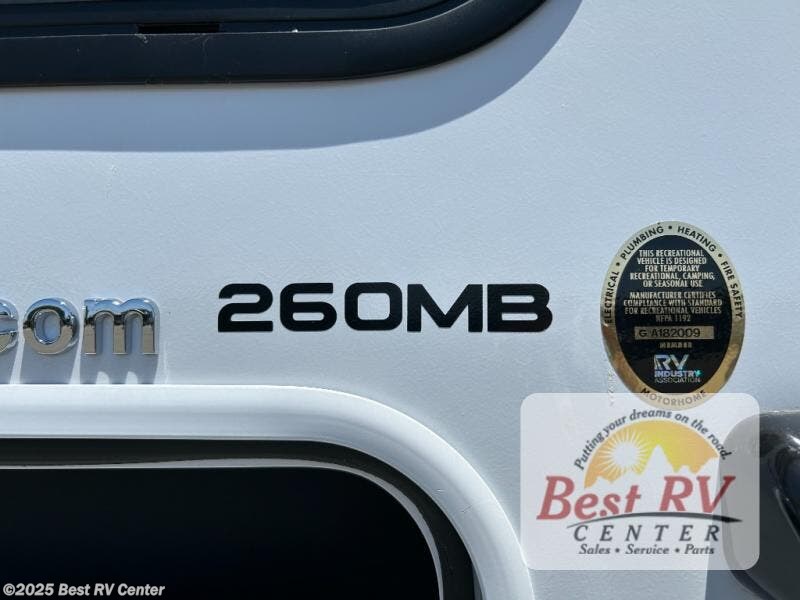 com 260MB
ELECTRICAL • PLUMBING • HEATING • FIRE SAFETY
THIS RECREATIONAL
VEHICLE IS DESIGNED
FOR TEMPORARY
RECREATIONAL, CAMPING,
OR SEASONAL USE
MANUFACTURER CERTIFIES
COMPLIANCE WITH STANDARD
FOR RECREATIONAL VEHICLES
NFPA 1192
G A182009
MEMBER
RV
INDUSTRY
ASSOCIATION
MOTORHOME
Putting your dreams on the road.
Best RV
CENTER
Sales • Service • Parts
©2025 Best RV Center